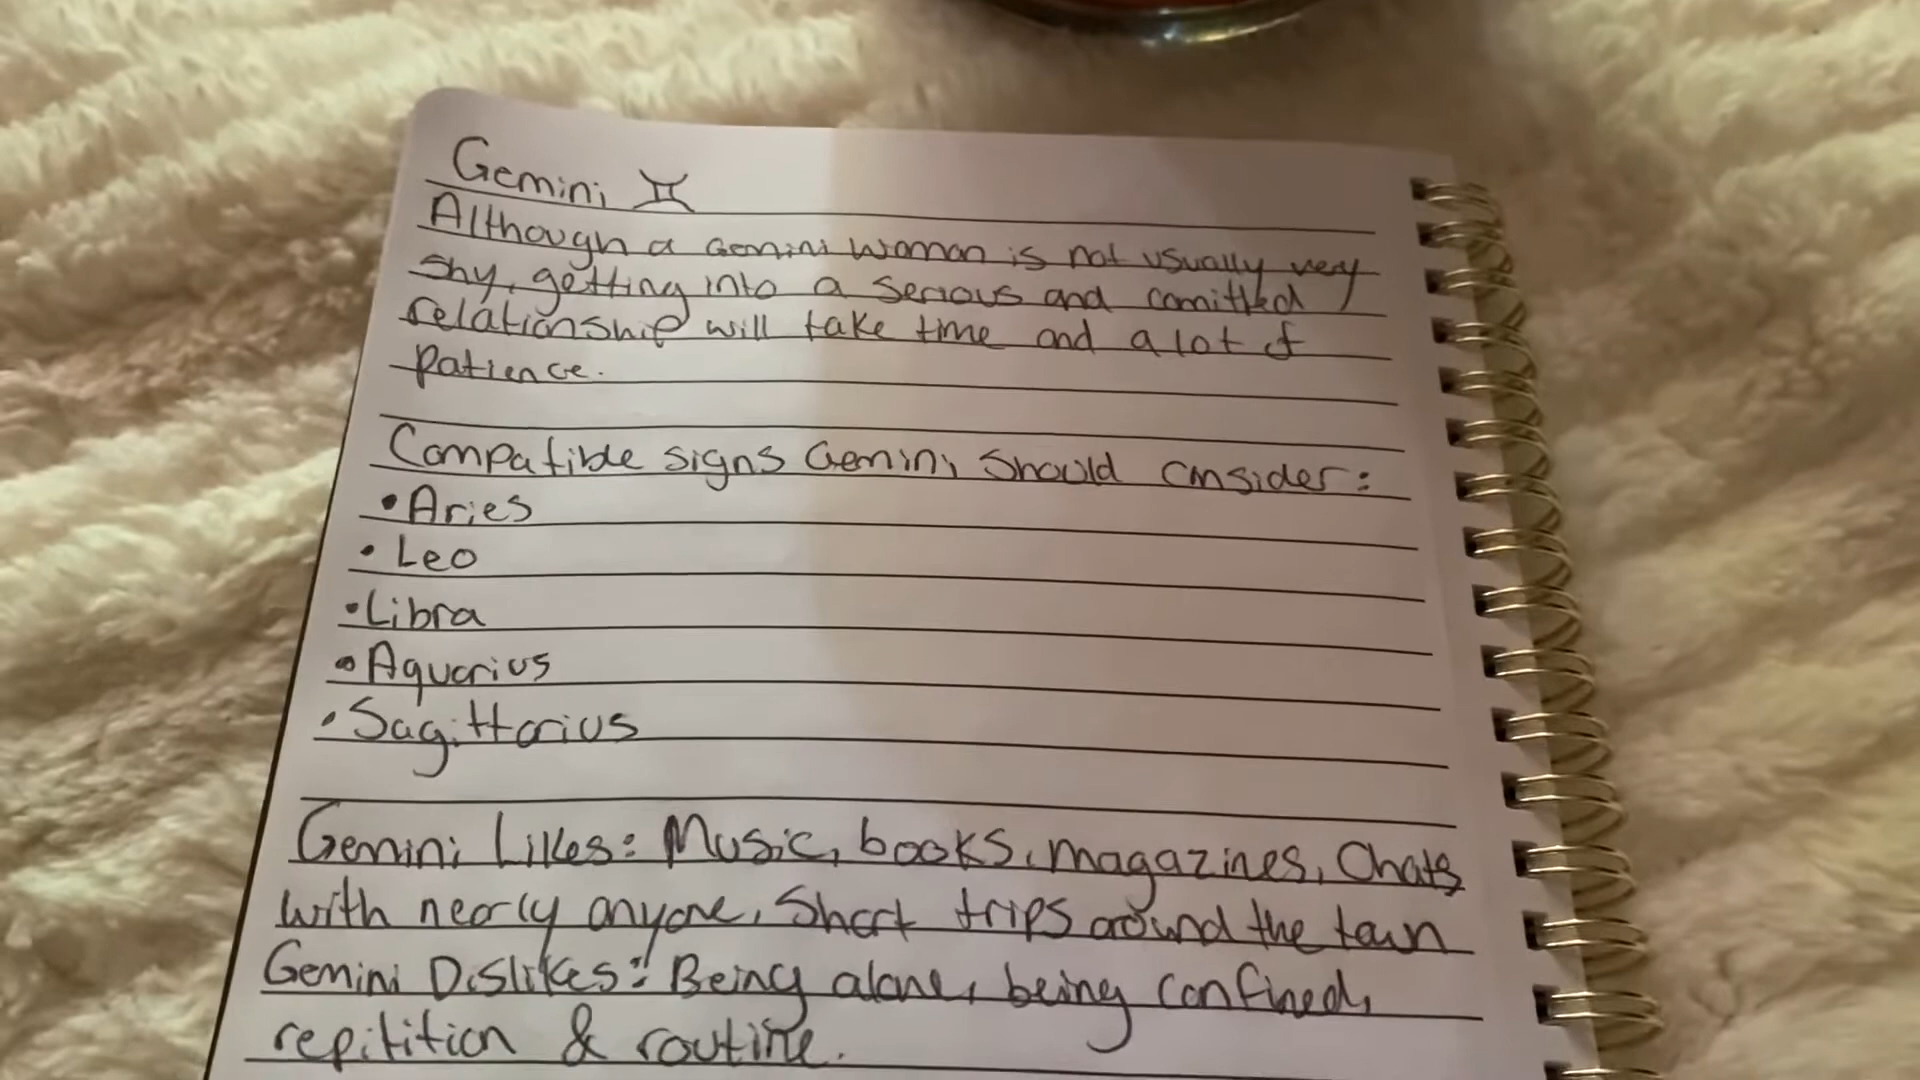 Gemini ♊
Although a Gemini woman is not usually very
shy, getting into a serious and comitted
relationship will take time and a lot of
patience.
Compatible signs Gemini should consider:
• Aries
• Leo
• Libra
• Aquarius
• Sagittarius
Gemini Likes: Music, books, magazines, Chats
with nearly anyone, Short trips around the town
Gemini Dislikes: Being alone, being confined,
repitition & routine.